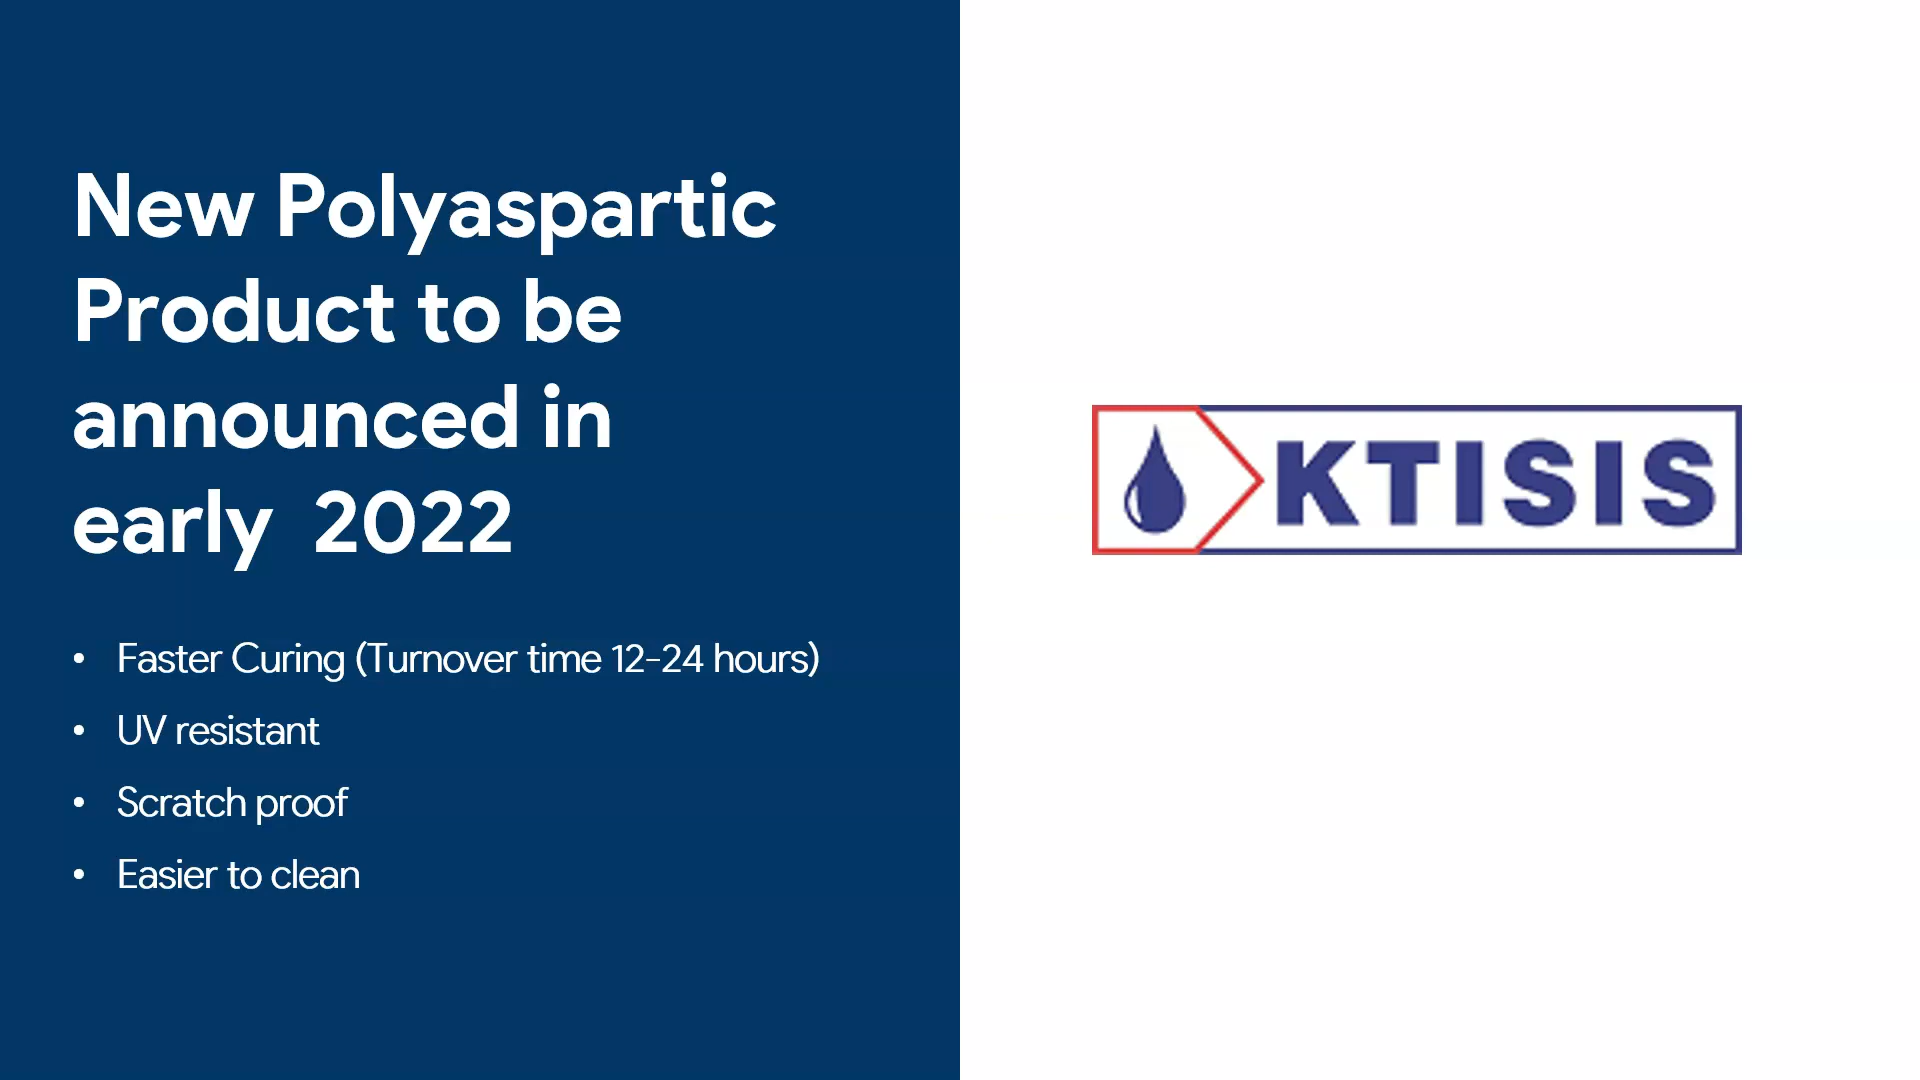 New Polyaspartic
Product to be
announced in
early  2022
• Faster Curing (Turnover time 12-24 hours)
• UV resistant
• Scratch proof
• Easier to clean
KTISIS